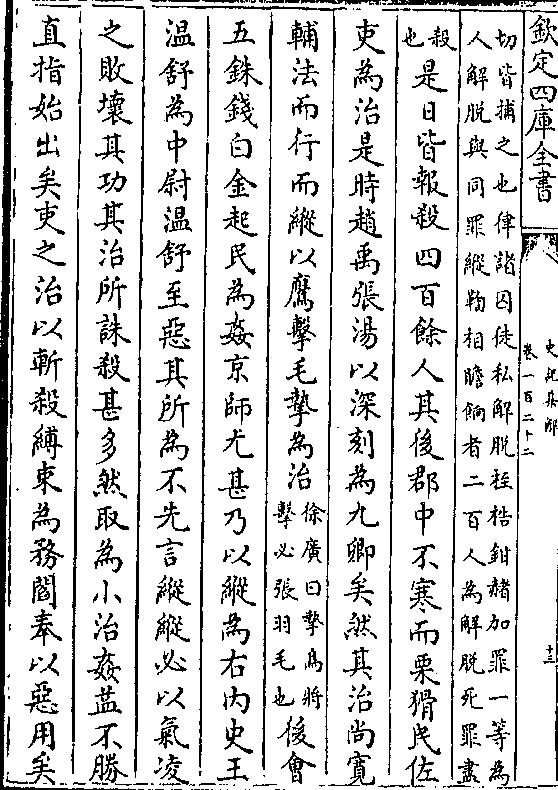 欽定四庫全書
史記集解
卷一百二十二
十三
切皆捕之也律諸囚徒私解脫桎梏鉗赭加罪一等為
人解脫與同罪縱鞫相贍餉者二百人為解脫死罪盡
殺也
是日皆報殺四百餘人其後郡中不寒而栗猾民佐
吏為治是時趙禹張湯以深刻為九卿矣然其治尚寛
輔法而行而縱以鷹擊毛摯為治徐廣曰摯鳥將擊必張羽毛也後會
五銖錢白金起民為姦京師尤甚乃以縱為右內史王
温舒為中尉温舒至惡其所為不先言縱縱必以氣凌
之敗壞其功其治所誅殺甚多然取為小治姦益不勝
直指始出矣吏之治以斬殺縛束為務閻奉以惡用矣